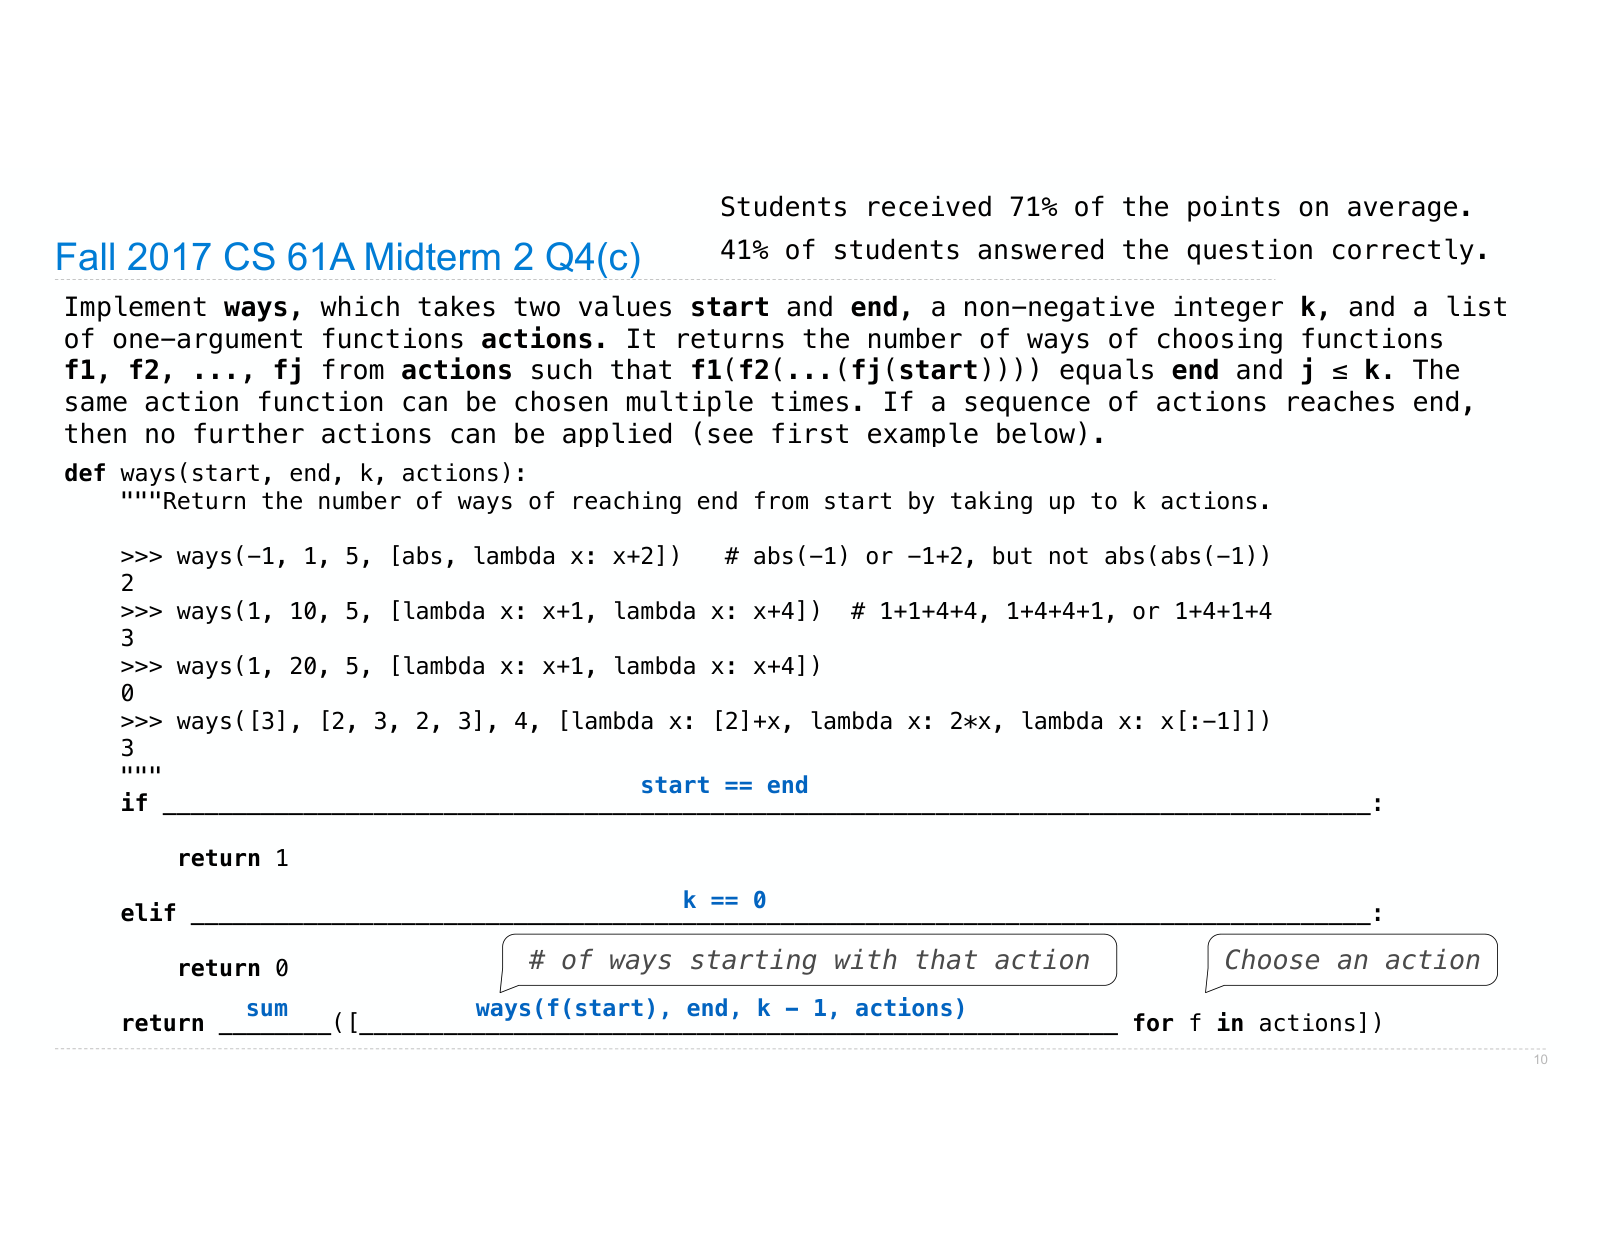 Students received 71% of the points on average.
Fall 2017 CS 61A Midterm 2 Q4(c)
41% of students answered the question correctly.
Implement ways, which takes two values start and end, a non-negative integer k, and a list
of one-argument functions actions. It returns the number of ways of choosing functions
f1, f2, ..., fj from actions such that f1(f2(...(fj(start)))) equals end and j ≤ k. The
same action function can be chosen multiple times. If a sequence of actions reaches end,
then no further actions can be applied (see first example below).
def ways(start, end, k, actions):
"""Return the number of ways of reaching end from start by taking up to k actions.
>>> ways(-1, 1, 5, [abs, lambda x: x+2])   # abs(-1) or -1+2, but not abs(abs(-1))
2
>>> ways(1, 10, 5, [lambda x: x+1, lambda x: x+4])  # 1+1+4+4, 1+4+4+1, or 1+4+1+4
3
>>> ways(1, 20, 5, [lambda x: x+1, lambda x: x+4])
0
>>> ways([3], [2, 3, 2, 3], 4, [lambda x: [2]+x, lambda x: 2*x, lambda x: x[:-1]])
3
"""
if start == end:
return 1
elif k == 0:
return 0
# of ways starting with that action
Choose an action
return sum([ways(f(start), end, k - 1, actions) for f in actions])
10